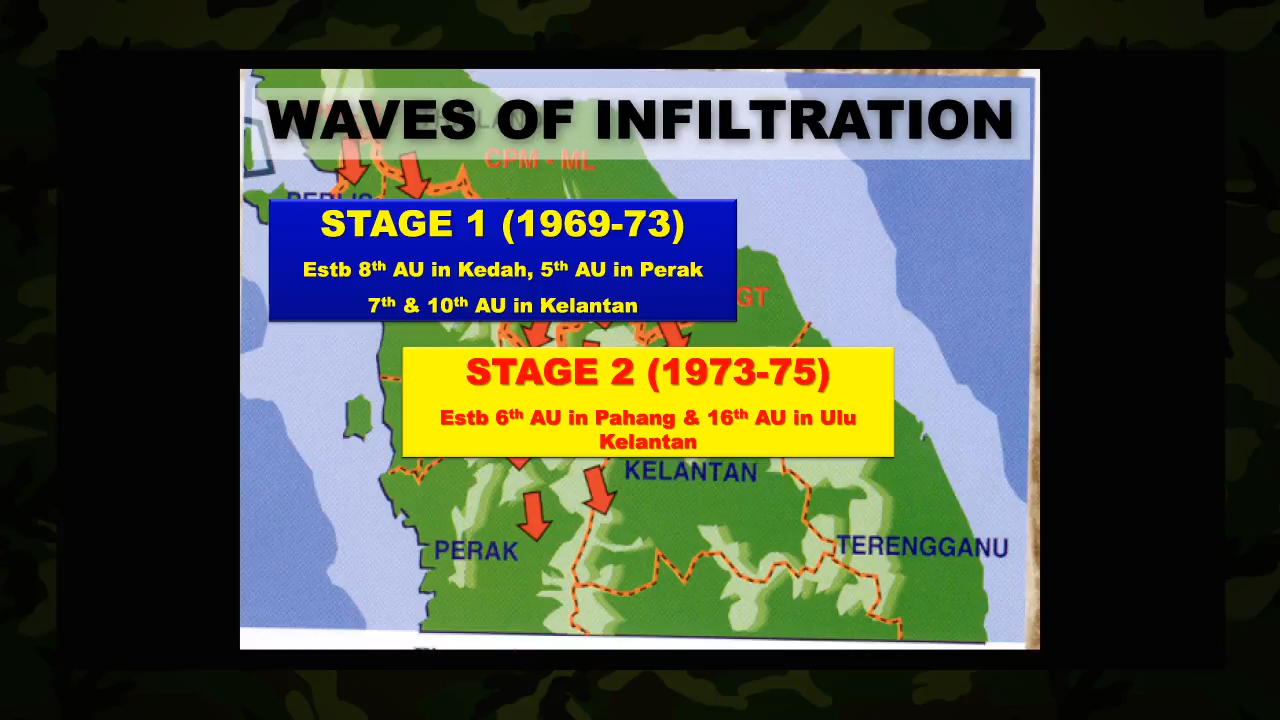 WAVES OF INFILTRATION
CPM - ML
STAGE 1 (1969-73)
Estb 8th AU in Kedah, 5th AU in Perak
7th & 10th AU in Kelantan
STAGE 2 (1973-75)
Estb 6th AU in Pahang & 16th AU in Ulu
Kelantan
KELANTAN
PERAK
TERENGGANU